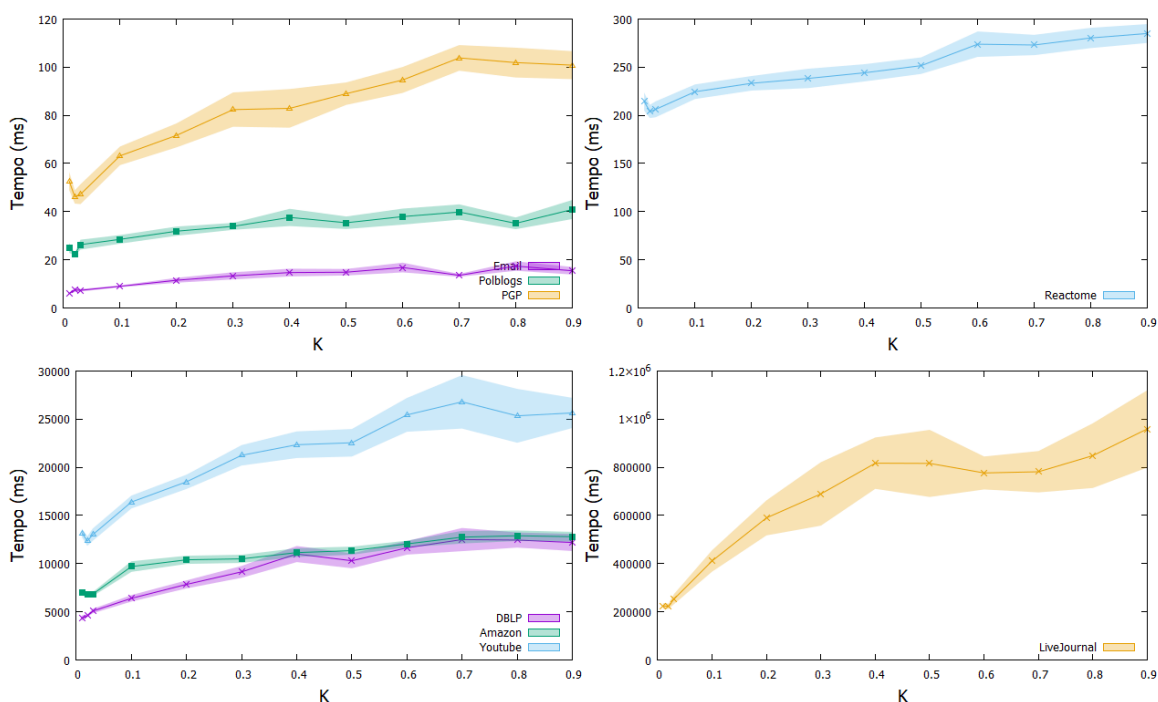 120
100
80
60
40
20
0
Tempo (ms)
0 0.1 0.2 0.3 0.4 0.5 0.6 0.7 0.8 0.9
K
Email
Polblogs
PGP
300
250
200
150
100
50
0
Tempo (ms)
0 0.1 0.2 0.3 0.4 0.5 0.6 0.7 0.8 0.9
K
Reactome
30000
25000
20000
15000
10000
5000
0
Tempo (ms)
0 0.1 0.2 0.3 0.4 0.5 0.6 0.7 0.8 0.9
K
DBLP
Amazon
Youtube
1.2×10⁶
1×10⁶
800000
600000
400000
200000
0
Tempo (ms)
0 0.1 0.2 0.3 0.4 0.5 0.6 0.7 0.8 0.9
K
LiveJournal